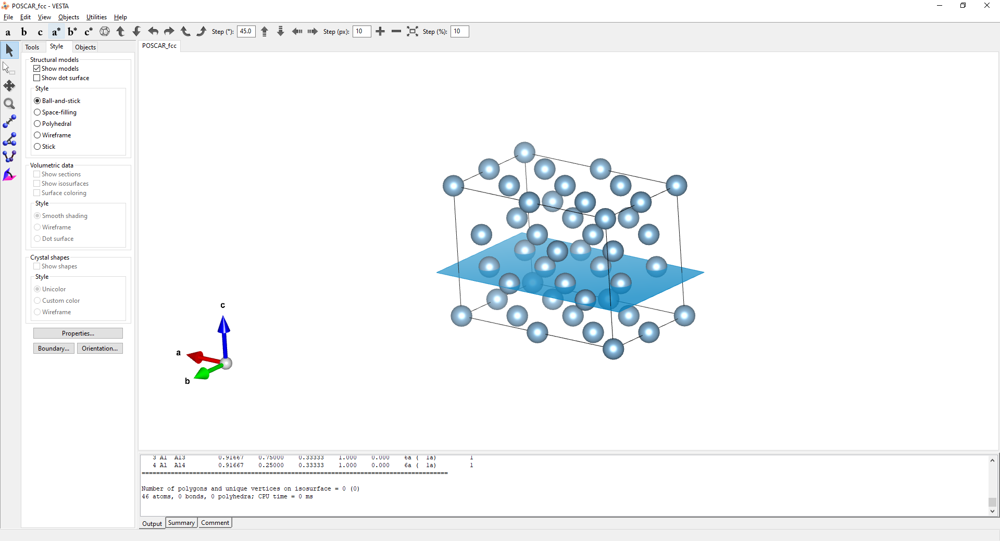 POSCAR_fcc - VESTA
File Edit View Objects Utilities Help
a b c a* b* c* Step (°): 45.0 Step (px): 10 Step (%): 10
Tools Style Objects
POSCAR_fcc
Structural models
Show models
Show dot surface
Style
Ball-and-stick
Space-filling
Polyhedral
Wireframe
Stick
Volumetric data
Show sections
Show isosurfaces
Surface coloring
Style
Smooth shading
Wireframe
Dot surface
Crystal shapes
Show shapes
Style
Unicolor
Custom color
Wireframe
Properties...
Boundary... Orientation...
c
a
b
3 Al Al3 0.91667 0.75000 0.33333 1.000 0.000 6a ( 1a) 1
4 Al Al4 0.91667 0.25000 0.33333 1.000 0.000 6a ( 1a) 1
====================================================================================
Number of polygons and unique vertices on isosurface = 0 (0)
46 atoms, 0 bonds, 0 polyhedra; CPU time = 0 ms
Output Summary Comment